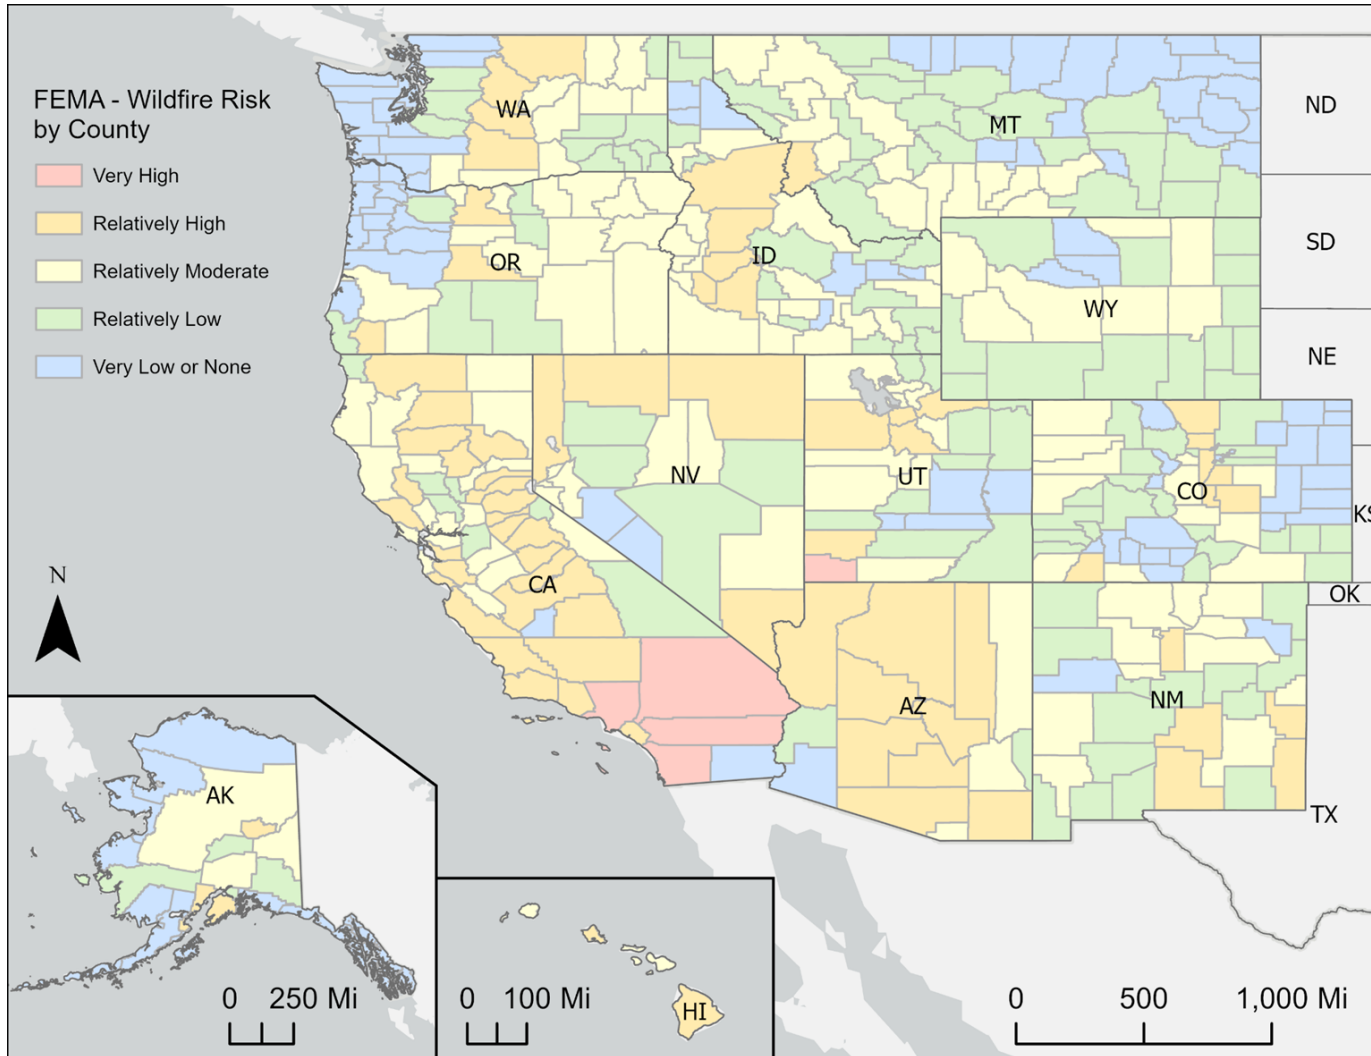 FEMA - Wildfire Risk
by County
Very High
Relatively High
Relatively Moderate
Relatively Low
Very Low or None
WA
MT
ND
OR
ID
SD
WY
NE
NV
UT
CO
KS
CA
OK
AZ
NM
TX
N
AK
HI
0 250 Mi
0 100 Mi
0 500 1,000 Mi